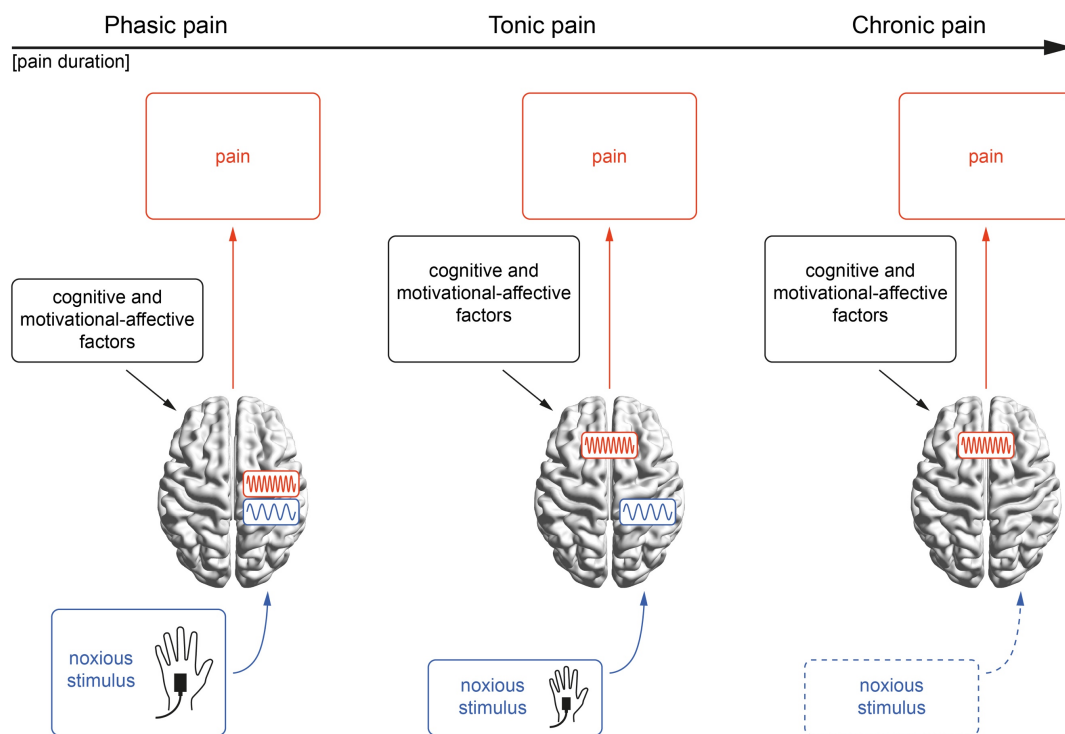 Phasic pain
Tonic pain
Chronic pain
[pain duration]
pain
pain
pain
cognitive and
motivational-affective
factors
cognitive and
motivational-affective
factors
cognitive and
motivational-affective
factors
noxious
stimulus
noxious
stimulus
noxious
stimulus